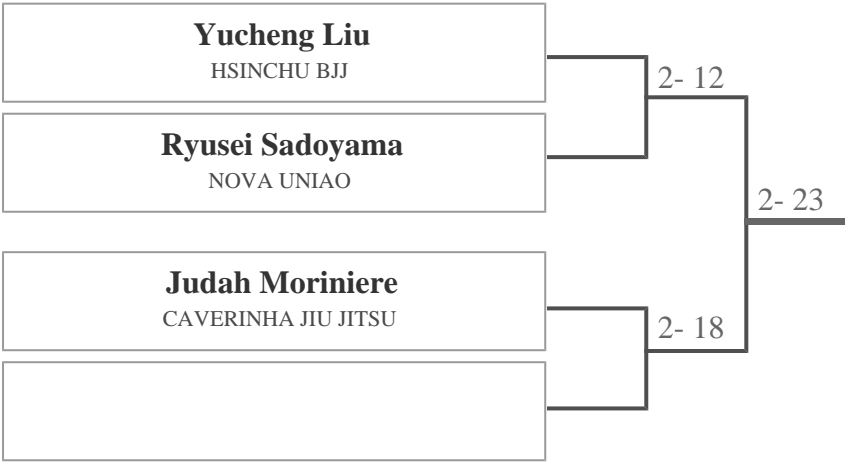 Yucheng Liu
HSINCHU BJJ
2- 12
Ryusei Sadoyama
NOVA UNIAO
2- 23
Judah Moriniere
CAVERINHA JIU JITSU
2- 18